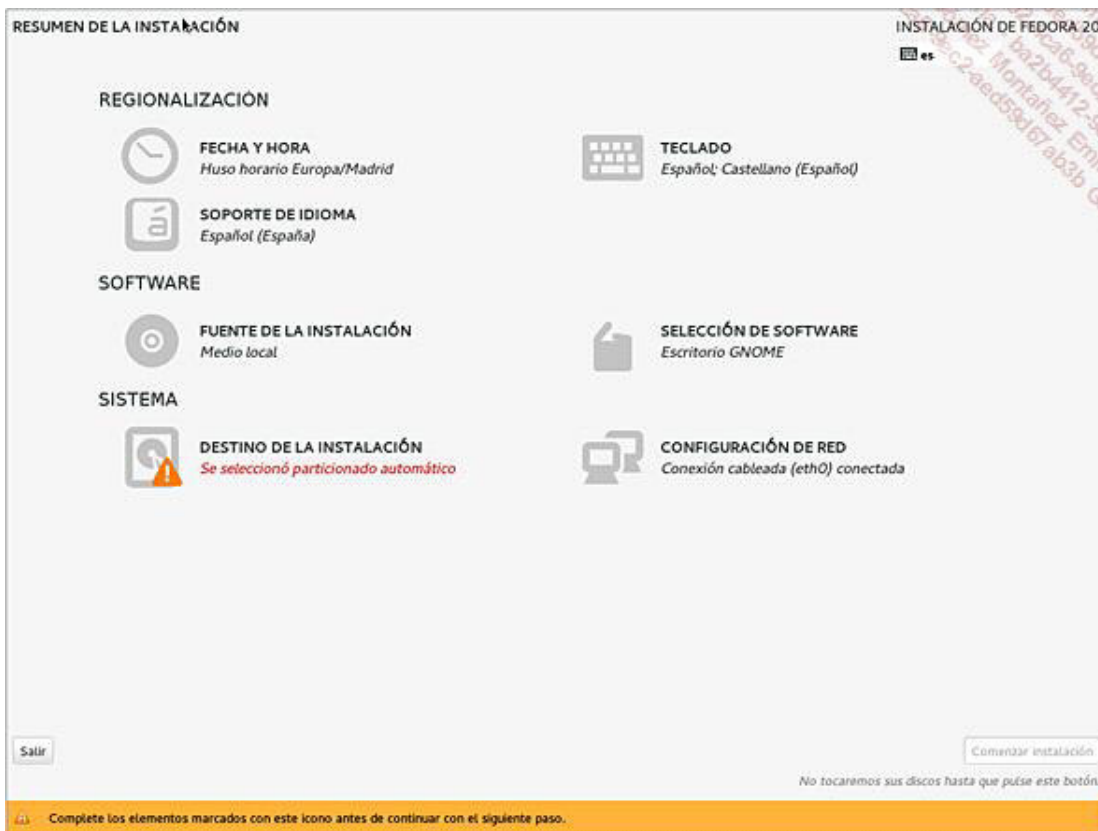 RESUMEN DE LA INSTALACIÓN
INSTALACIÓN DE FEDORA 20
es
REGIONALIZACIÓN
FECHA Y HORA
Huso horario Europa/Madrid
TECLADO
Español; Castellano (Español)
SOPORTE DE IDIOMA
Español (España)
SOFTWARE
FUENTE DE LA INSTALACIÓN
Medio local
SELECCIÓN DE SOFTWARE
Escritorio GNOME
SISTEMA
DESTINO DE LA INSTALACIÓN
Se seleccionó particionado automático
CONFIGURACIÓN DE RED
Conexión cableada (eth0) conectada
Salir
Comenzar instalación
No tocaremos sus discos hasta que pulse este botón
Complete los elementos marcados con este icono antes de continuar con el siguiente paso.